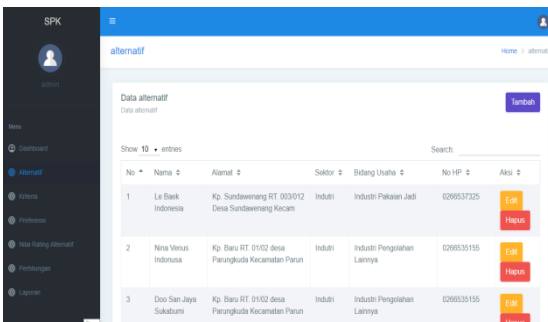 SPK
alternatif
Home > alternat
admin
Data alternatif
Data alternatif
Tambah
Menu
Dashboard
Show 10 entries
Search:
Alternatif
No Nama Alamat Sektor Bidang Usaha No HP Aksi
Kriteria
1 Le Baek Indonesia Kp. Sundawenang RT. 003/012 Desa Sundawenang Kecam Indutri Industri Pakaian Jadi 0266537325 Edit Hapus
Preferensi
Nilai Rating Alternatif
2 Nina Venus Indonusa Kp. Baru RT. 01/02 desa Parungkuda Kecamatan Parun Indutri Industri Pengolahan Lainnya 0266535155 Edit Hapus
Perhitungan
Laporan
3 Doo San Jaya Sukabumi Kp. Baru RT. 01/02 desa Parungkuda Kecamatan Parun Indutri Industri Pengolahan Lainnya 0266535155 Edit Hapus